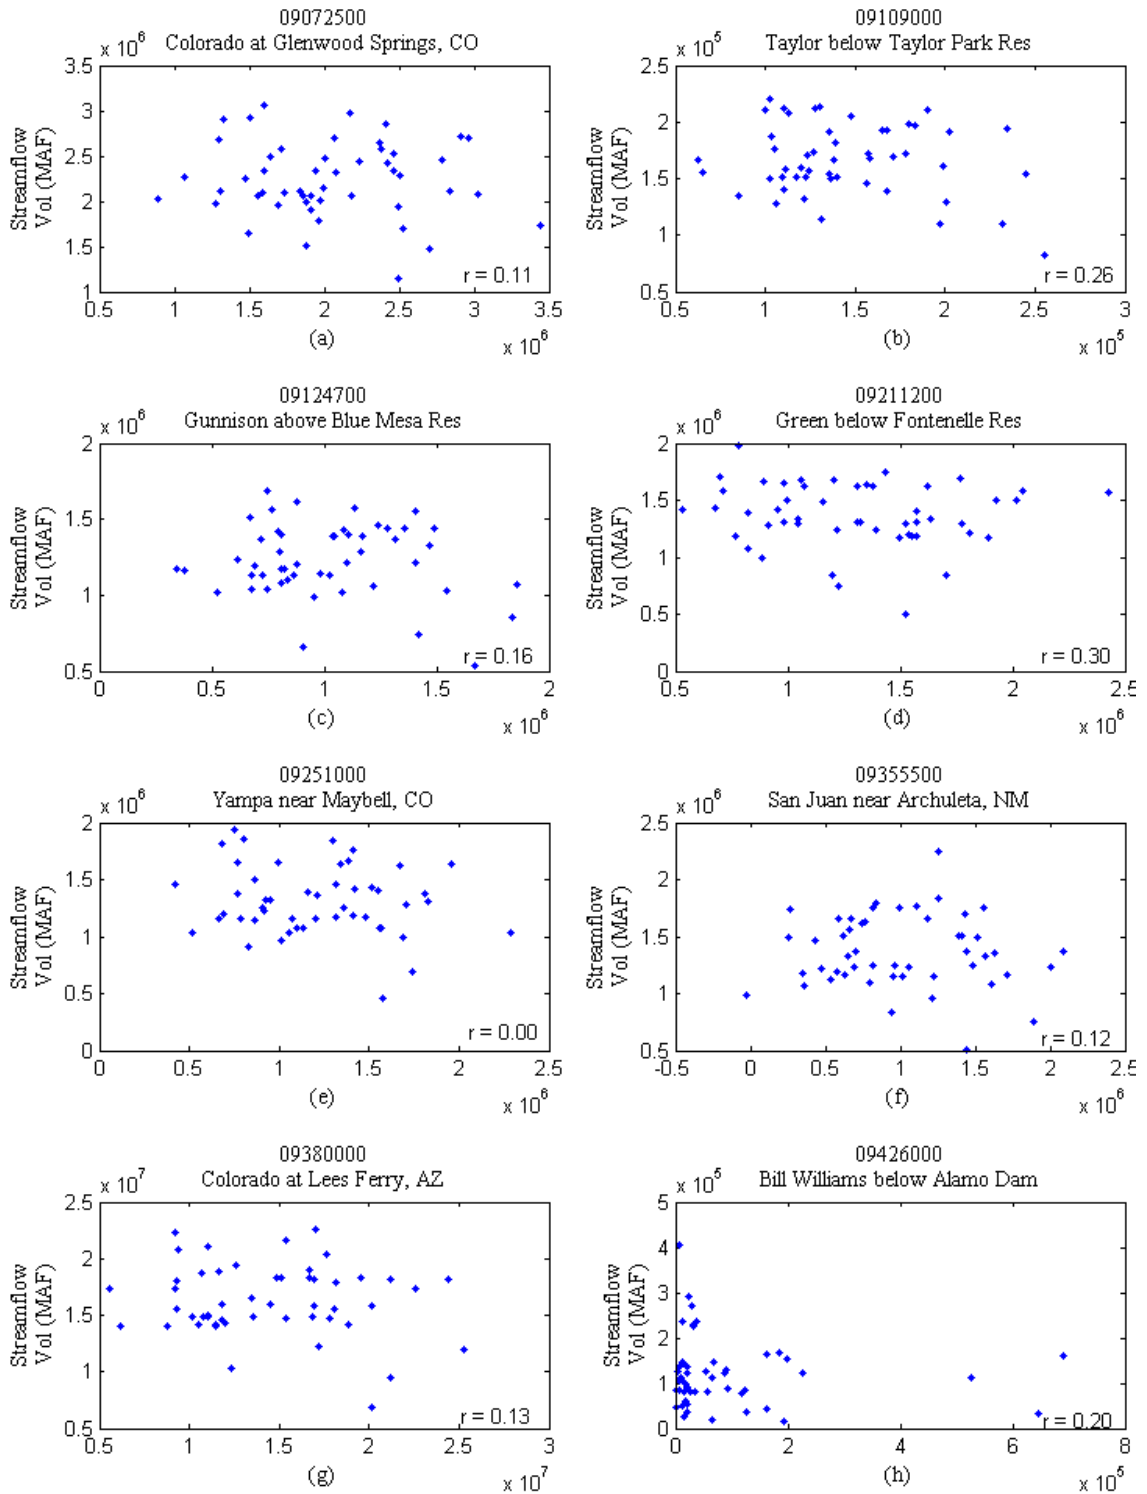 09072500
Colorado at Glenwood Springs, CO
x 10^6
3.5
3
2.5
2
1.5
1
Streamflow
Vol (MAF)
r = 0.11
0.5 1 1.5 2 2.5 3 3.5
(a)
x 10^6
09109000
Taylor below Taylor Park Res
x 10^5
2.5
2
1.5
1
0.5
Streamflow
Vol (MAF)
r = 0.26
0.5 1 1.5 2 2.5 3
(b)
x 10^5
09124700
Gunnison above Blue Mesa Res
x 10^6
2
1.5
1
0.5
Streamflow
Vol (MAF)
r = 0.16
0 0.5 1 1.5 2
(c)
x 10^6
09211200
Green below Fontenelle Res
x 10^6
2
1.5
1
0.5
0
Streamflow
Vol (MAF)
r = 0.30
0.5 1 1.5 2 2.5
(d)
x 10^6
09251000
Yampa near Maybell, CO
x 10^6
2
1.5
1
0.5
0
Streamflow
Vol (MAF)
r = 0.00
0 0.5 1 1.5 2 2.5
(e)
x 10^6
09355500
San Juan near Archuleta, NM
x 10^6
2.5
2
1.5
1
0.5
Streamflow
Vol (MAF)
r = 0.12
-0.5 0 0.5 1 1.5 2 2.5
(f)
x 10^6
09380000
Colorado at Lees Ferry, AZ
x 10^7
2.5
2
1.5
1
0.5
Streamflow
Vol (MAF)
r = 0.13
0.5 1 1.5 2 2.5 3
(g)
x 10^7
09426000
Bill Williams below Alamo Dam
x 10^5
5
4
3
2
1
0
Streamflow
Vol (MAF)
r = 0.20
0 2 4 6 8
(h)
x 10^5